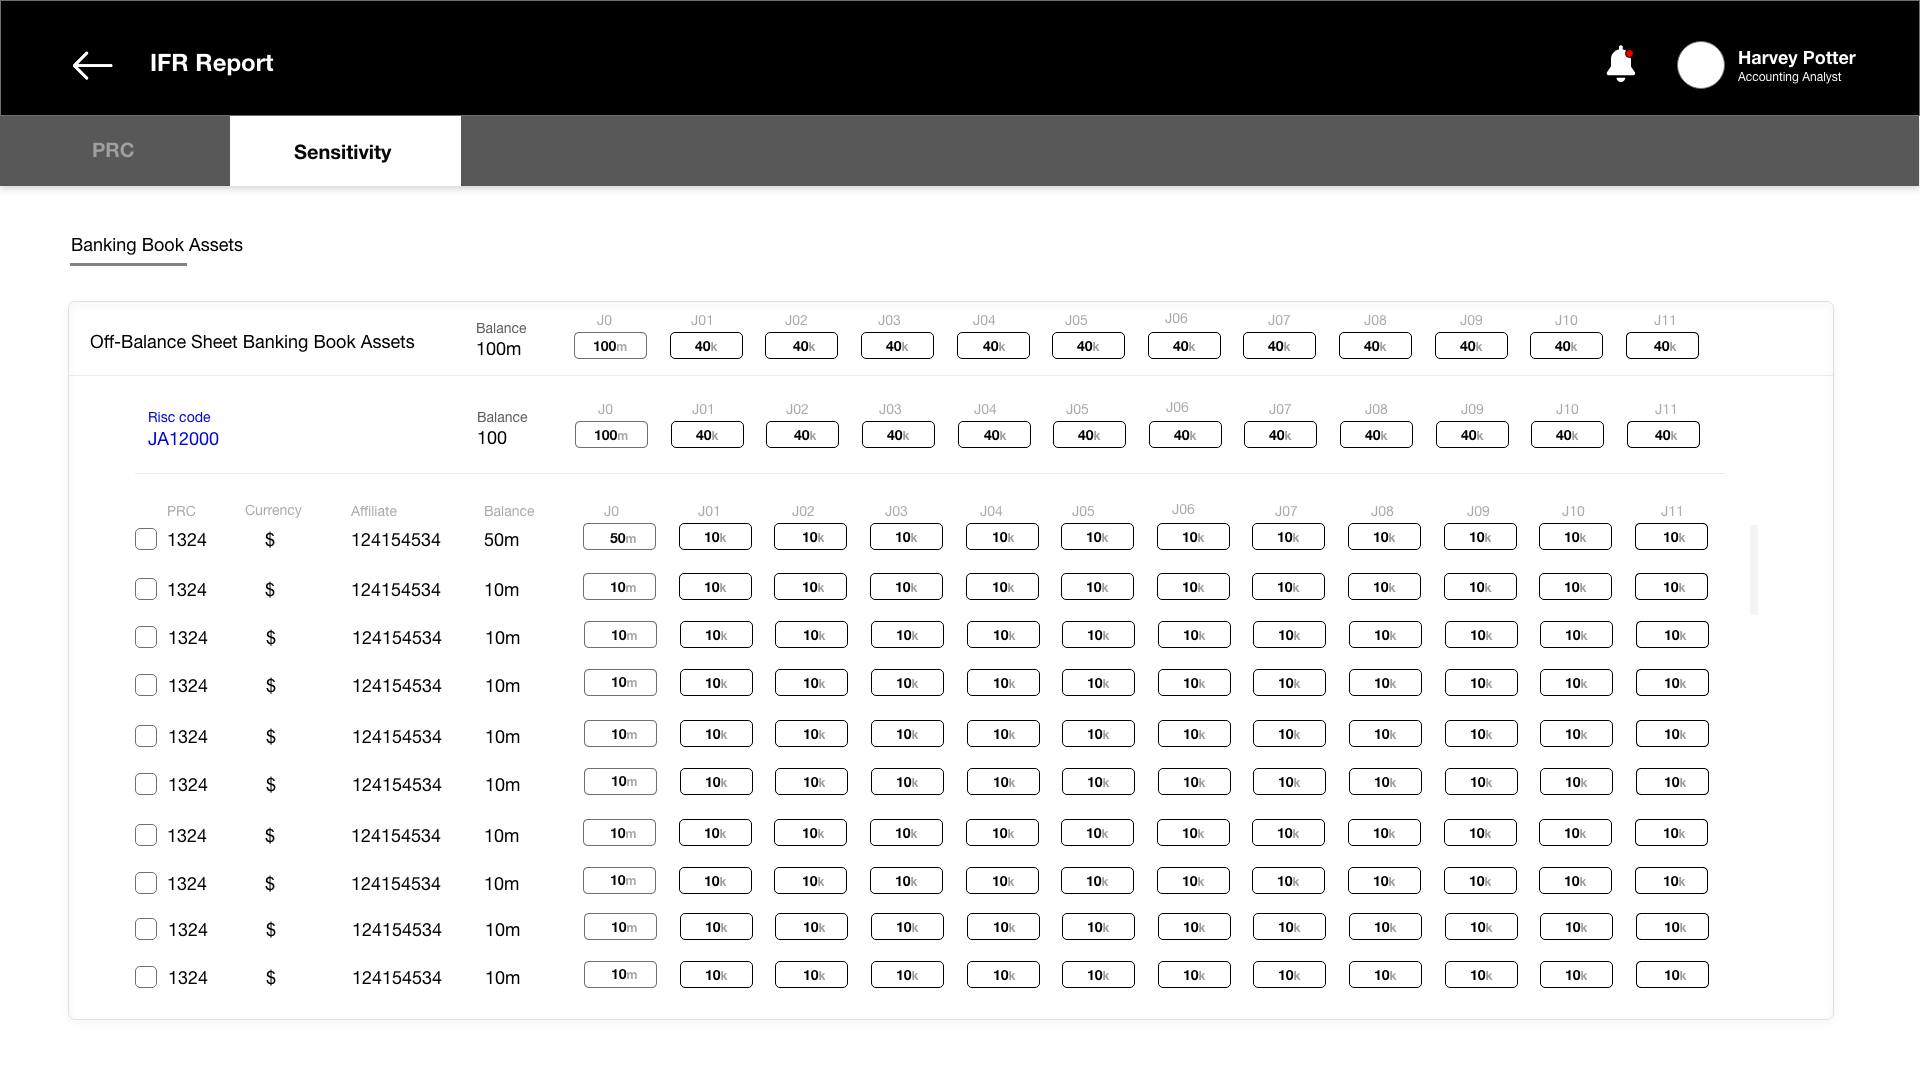 IFR Report
Harvey Potter
Accounting Analyst
PRC Sensitivity
Banking Book Assets
J0 J01 J02 J03 J04 J05 J06 J07 J08 J09 J10 J11
Off-Balance Sheet Banking Book Assets
Balance
100m
100m 40k 40k 40k 40k 40k 40k 40k 40k 40k 40k 40k
J0 J01 J02 J03 J04 J05 J06 J07 J08 J09 J10 J11
Risc code
JA12000
Balance
100
100m 40k 40k 40k 40k 40k 40k 40k 40k 40k 40k 40k
PRC Currency Affiliate Balance J0 J01 J02 J03 J04 J05 J06 J07 J08 J09 J10 J11
1324 $ 124154534 50m 50m 10k 10k 10k 10k 10k 10k 10k 10k 10k 10k 10k
1324 $ 124154534 10m 10m 10k 10k 10k 10k 10k 10k 10k 10k 10k 10k 10k
1324 $ 124154534 10m 10m 10k 10k 10k 10k 10k 10k 10k 10k 10k 10k 10k
1324 $ 124154534 10m 10m 10k 10k 10k 10k 10k 10k 10k 10k 10k 10k 10k
1324 $ 124154534 10m 10m 10k 10k 10k 10k 10k 10k 10k 10k 10k 10k 10k
1324 $ 124154534 10m 10m 10k 10k 10k 10k 10k 10k 10k 10k 10k 10k 10k
1324 $ 124154534 10m 10m 10k 10k 10k 10k 10k 10k 10k 10k 10k 10k 10k
1324 $ 124154534 10m 10m 10k 10k 10k 10k 10k 10k 10k 10k 10k 10k 10k
1324 $ 124154534 10m 10m 10k 10k 10k 10k 10k 10k 10k 10k 10k 10k 10k
1324 $ 124154534 10m 10m 10k 10k 10k 10k 10k 10k 10k 10k 10k 10k 10k